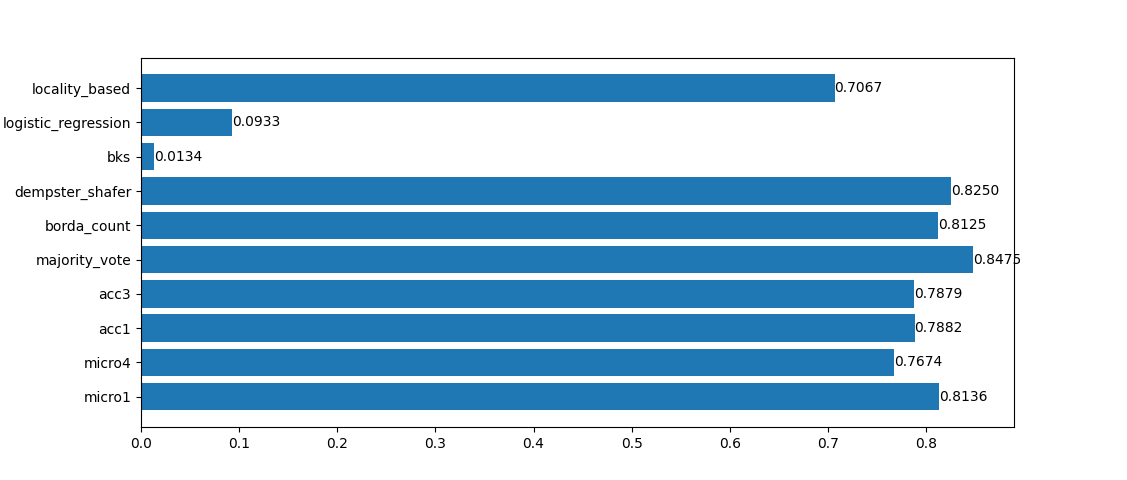 locality_based 0.7067
logistic_regression 0.0933
bks 0.0134
dempster_shafer 0.8250
borda_count 0.8125
majority_vote 0.8475
acc3 0.7879
acc1 0.7882
micro4 0.7674
micro1 0.8136
0.0 0.1 0.2 0.3 0.4 0.5 0.6 0.7 0.8